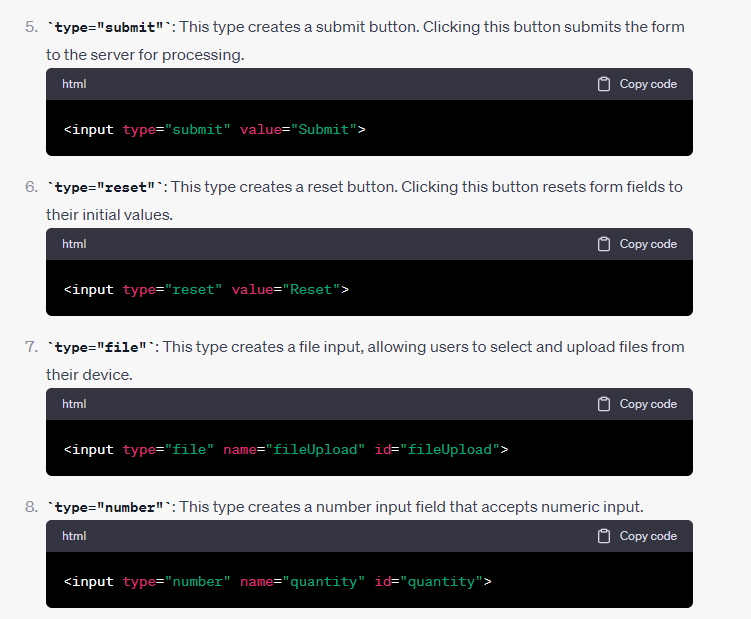 5. `type="submit"`: This type creates a submit button. Clicking this button submits the form
to the server for processing.
html Copy code
<input type="submit" value="Submit">
6. `type="reset"`: This type creates a reset button. Clicking this button resets form fields to
their initial values.
html Copy code
<input type="reset" value="Reset">
7. `type="file"`: This type creates a file input, allowing users to select and upload files from
their device.
html Copy code
<input type="file" name="fileUpload" id="fileUpload">
8. `type="number"`: This type creates a number input field that accepts numeric input.
html Copy code
<input type="number" name="quantity" id="quantity">